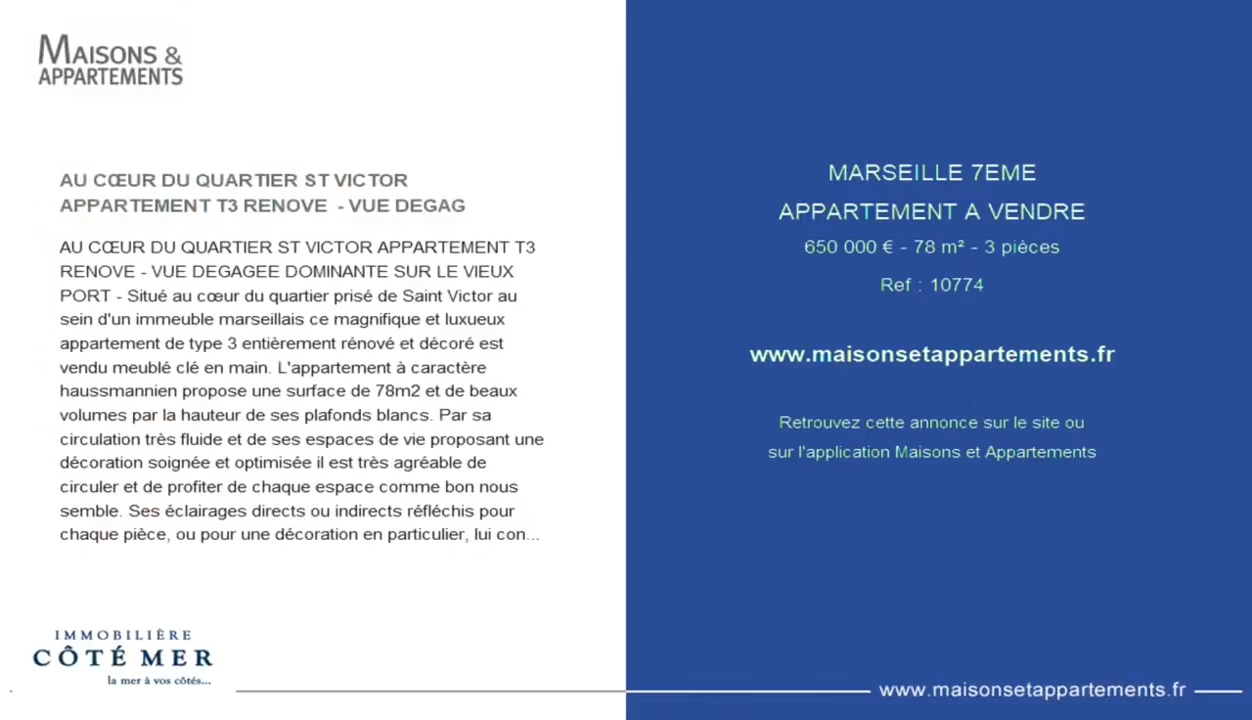 MAISONS &
APPARTEMENTS
AU CŒUR DU QUARTIER ST VICTOR
APPARTEMENT T3 RENOVE - VUE DEGAG
AU CŒUR DU QUARTIER ST VICTOR APPARTEMENT T3
RENOVE - VUE DEGAGEE DOMINANTE SUR LE VIEUX
PORT - Situé au cœur du quartier prisé de Saint Victor au
sein d'un immeuble marseillais ce magnifique et luxueux
appartement de type 3 entièrement rénové et décoré est
vendu meublé clé en main. L'appartement à caractère
haussmannien propose une surface de 78m2 et de beaux
volumes par la hauteur de ses plafonds blancs. Par sa
circulation très fluide et de ses espaces de vie proposant une
décoration soignée et optimisée il est très agréable de
circuler et de profiter de chaque espace comme bon nous
semble. Ses éclairages directs ou indirects réfléchis pour
chaque pièce, ou pour une décoration en particulier, lui con...
IMMOBILIÈRE
CÔTÉ MER
la mer à vos côtés...
MARSEILLE 7EME
APPARTEMENT A VENDRE
650 000 € - 78 m² - 3 pièces
Ref : 10774
www.maisonsetappartements.fr
Retrouvez cette annonce sur le site ou
sur l'application Maisons et Appartements
www.maisonsetappartements.fr